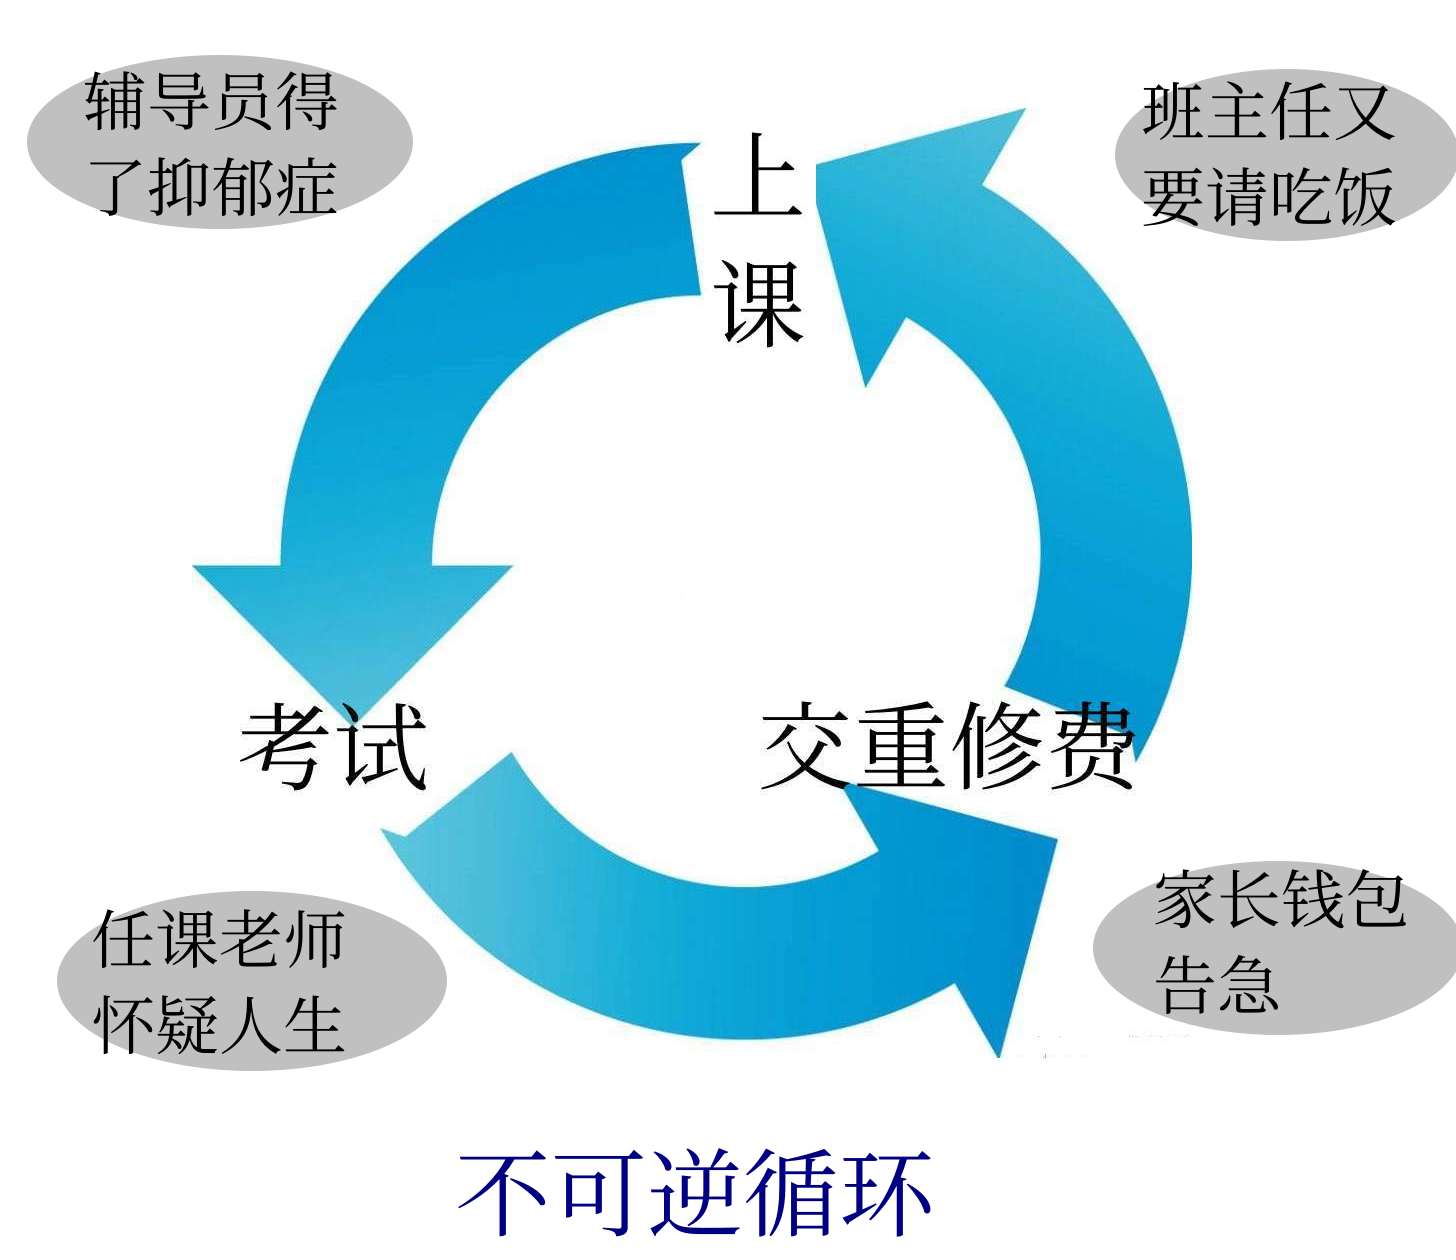 辅导员得
了抑郁症
班主任又
要请吃饭
上
课
考试
交重修费
任课老师
怀疑人生
家长钱包
告急
不可逆循环